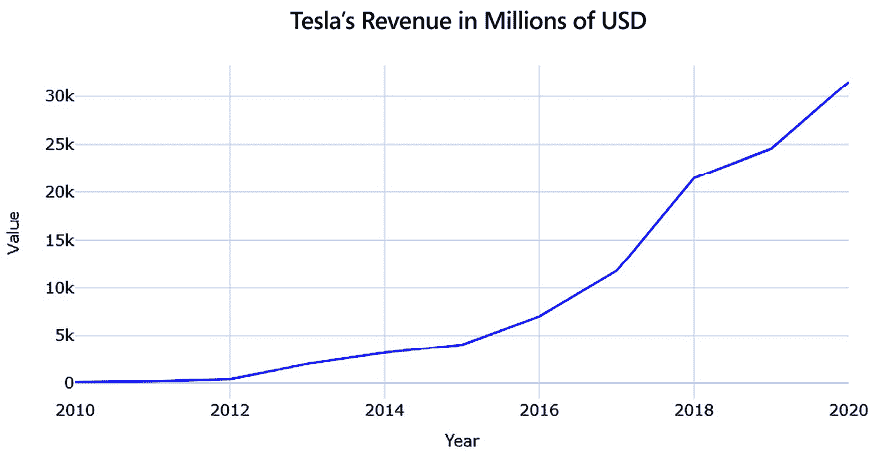 Tesla's Revenue in Millions of USD
30k
25k
20k
15k
10k
5k
0
Value
2010 2012 2014 2016 2018 2020
Year